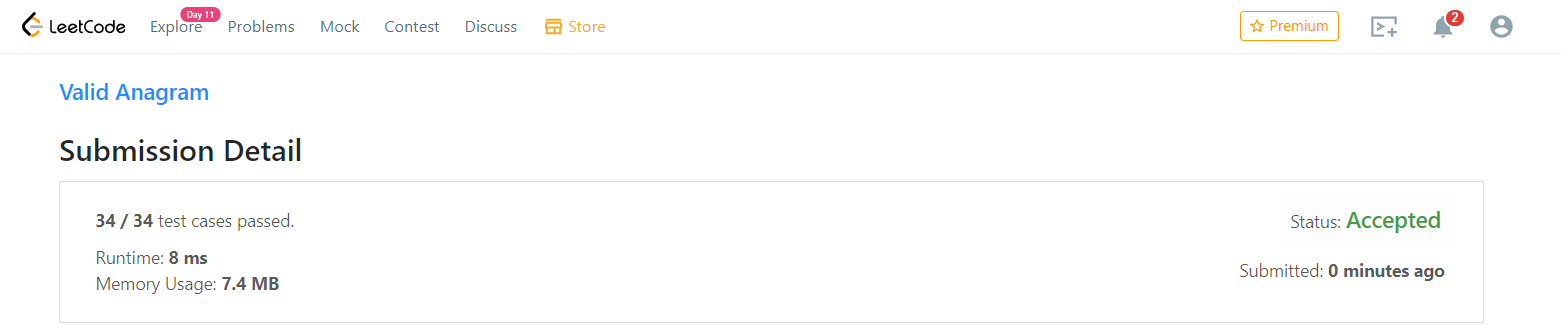 LeetCode Explore Day 11 Problems Mock Contest Discuss Store Premium 2
Valid Anagram
Submission Detail
34 / 34 test cases passed.
Status: Accepted
Runtime: 8 ms
Memory Usage: 7.4 MB
Submitted: 0 minutes ago